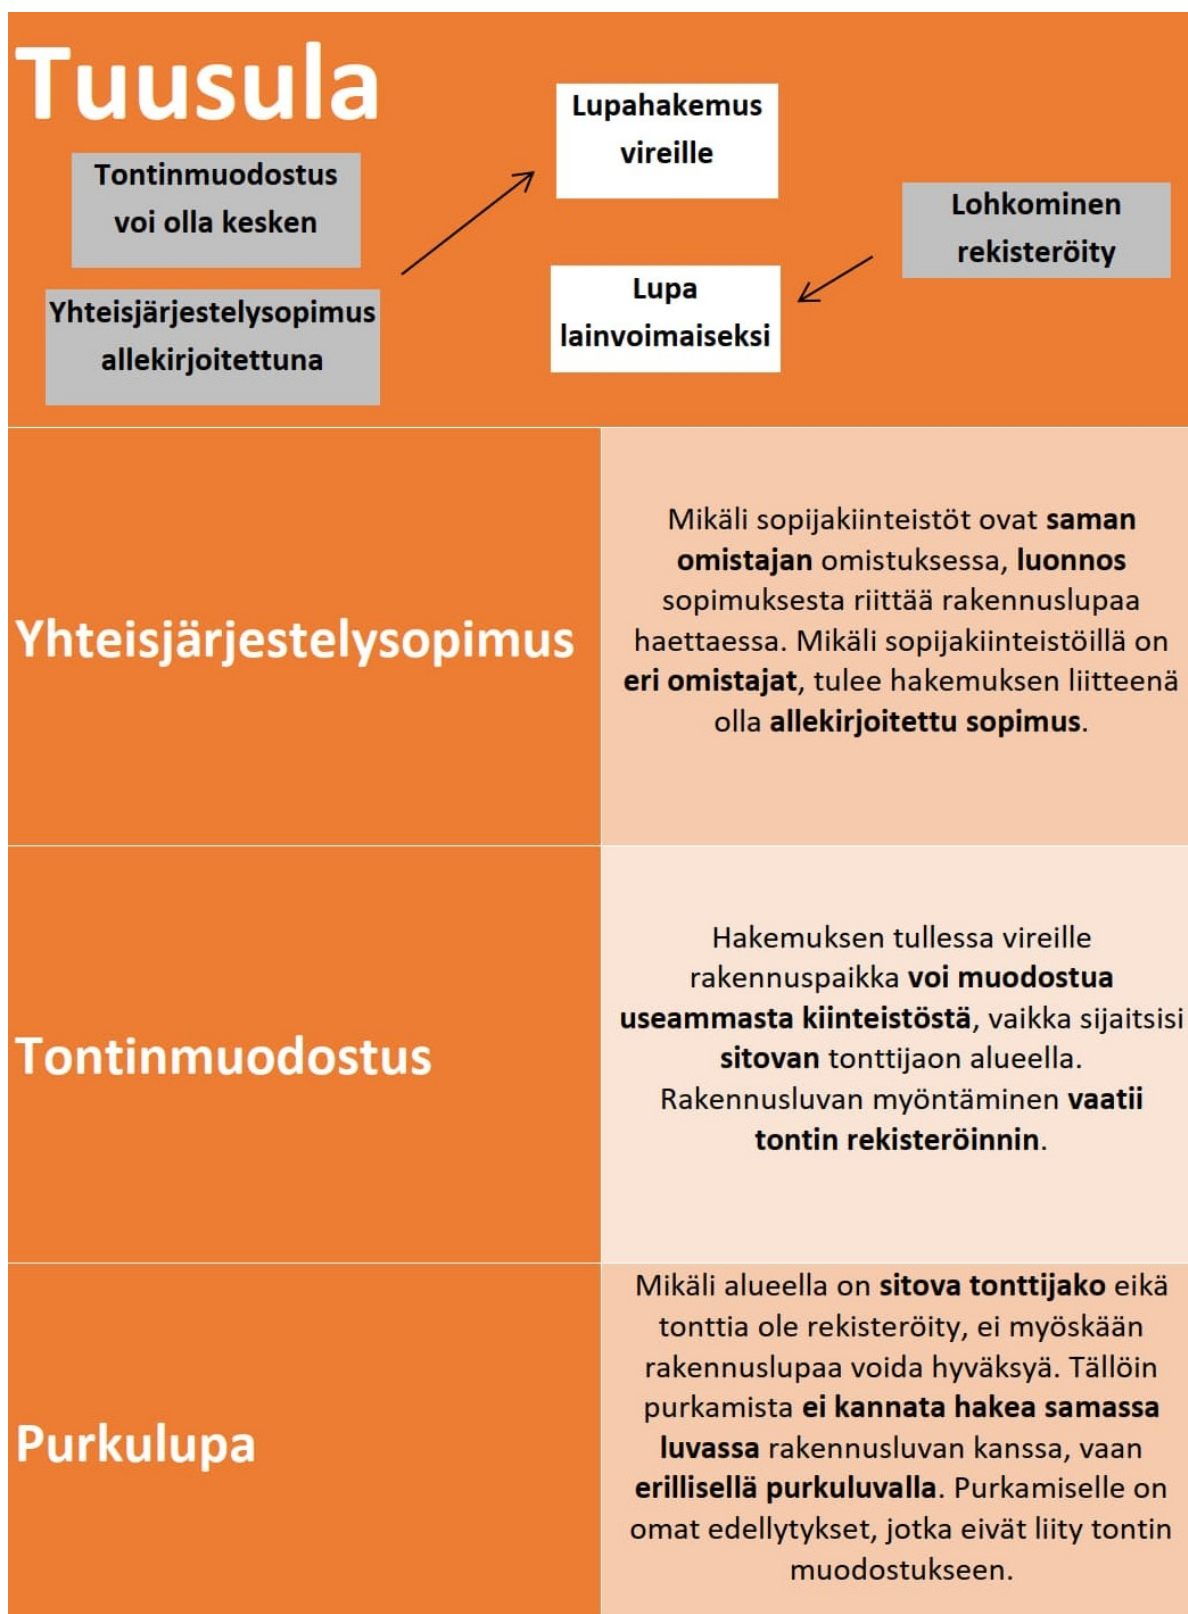 Tuusula
Tontinmuodostus
voi olla kesken
Yhteisjärjestelysopimus
allekirjoitettuna
Lupahakemus
vireille
Lupa
lainvoimaiseksi
Lohkominen
rekisteröity
Yhteisjärjestelysopimus
Mikäli sopijakiinteistöt ovat saman
omistajan omistuksessa, luonnos
sopimuksesta riittää rakennuslupaa
haettaessa. Mikäli sopijakiinteistöillä on
eri omistajat, tulee hakemuksen liitteenä
olla allekirjoitettu sopimus.
Tontinmuodostus
Hakemuksen tullessa vireille
rakennuspaikka voi muodostua
useammasta kiinteistöstä, vaikka sijaitsisi
sitovan tonttijaon alueella.
Rakennusluvan myöntäminen vaatii
tontin rekisteröinnin.
Purkulupa
Mikäli alueella on sitova tonttijako eikä
tonttia ole rekisteröity, ei myöskään
rakennuslupaa voida hyväksyä. Tällöin
purkamista ei kannata hakea samassa
luvassa rakennusluvan kanssa, vaan
erillisellä purkuluvalla. Purkamiselle on
omat edellytykset, jotka eivät liity tontin
muodostukseen.